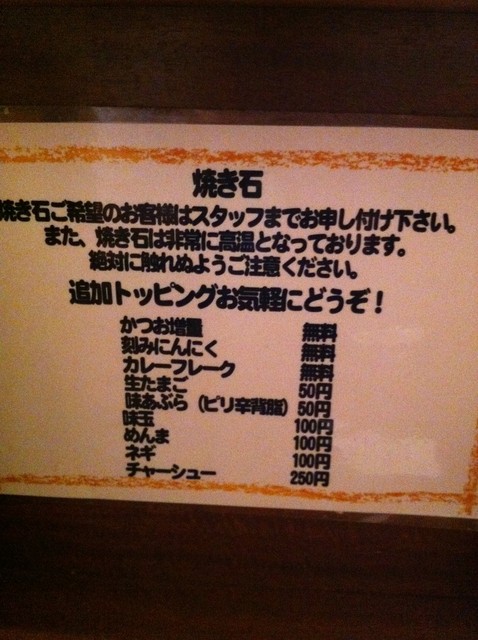 焼き石
焼き石ご希望のお客様はスタッフまでお申し付け下さい。
また、焼き石は非常に高温となっております。
絶対に触れぬようご注意ください。
追加トッピングお気軽にどうぞ!
かつお増量 無料
刻みにんにく 無料
カレーフレーク 無料
生たまご 50円
味あぶら(ピリ辛背脂) 50円
味玉 100円
めんま 100円
ネギ 100円
チャーシュー 250円